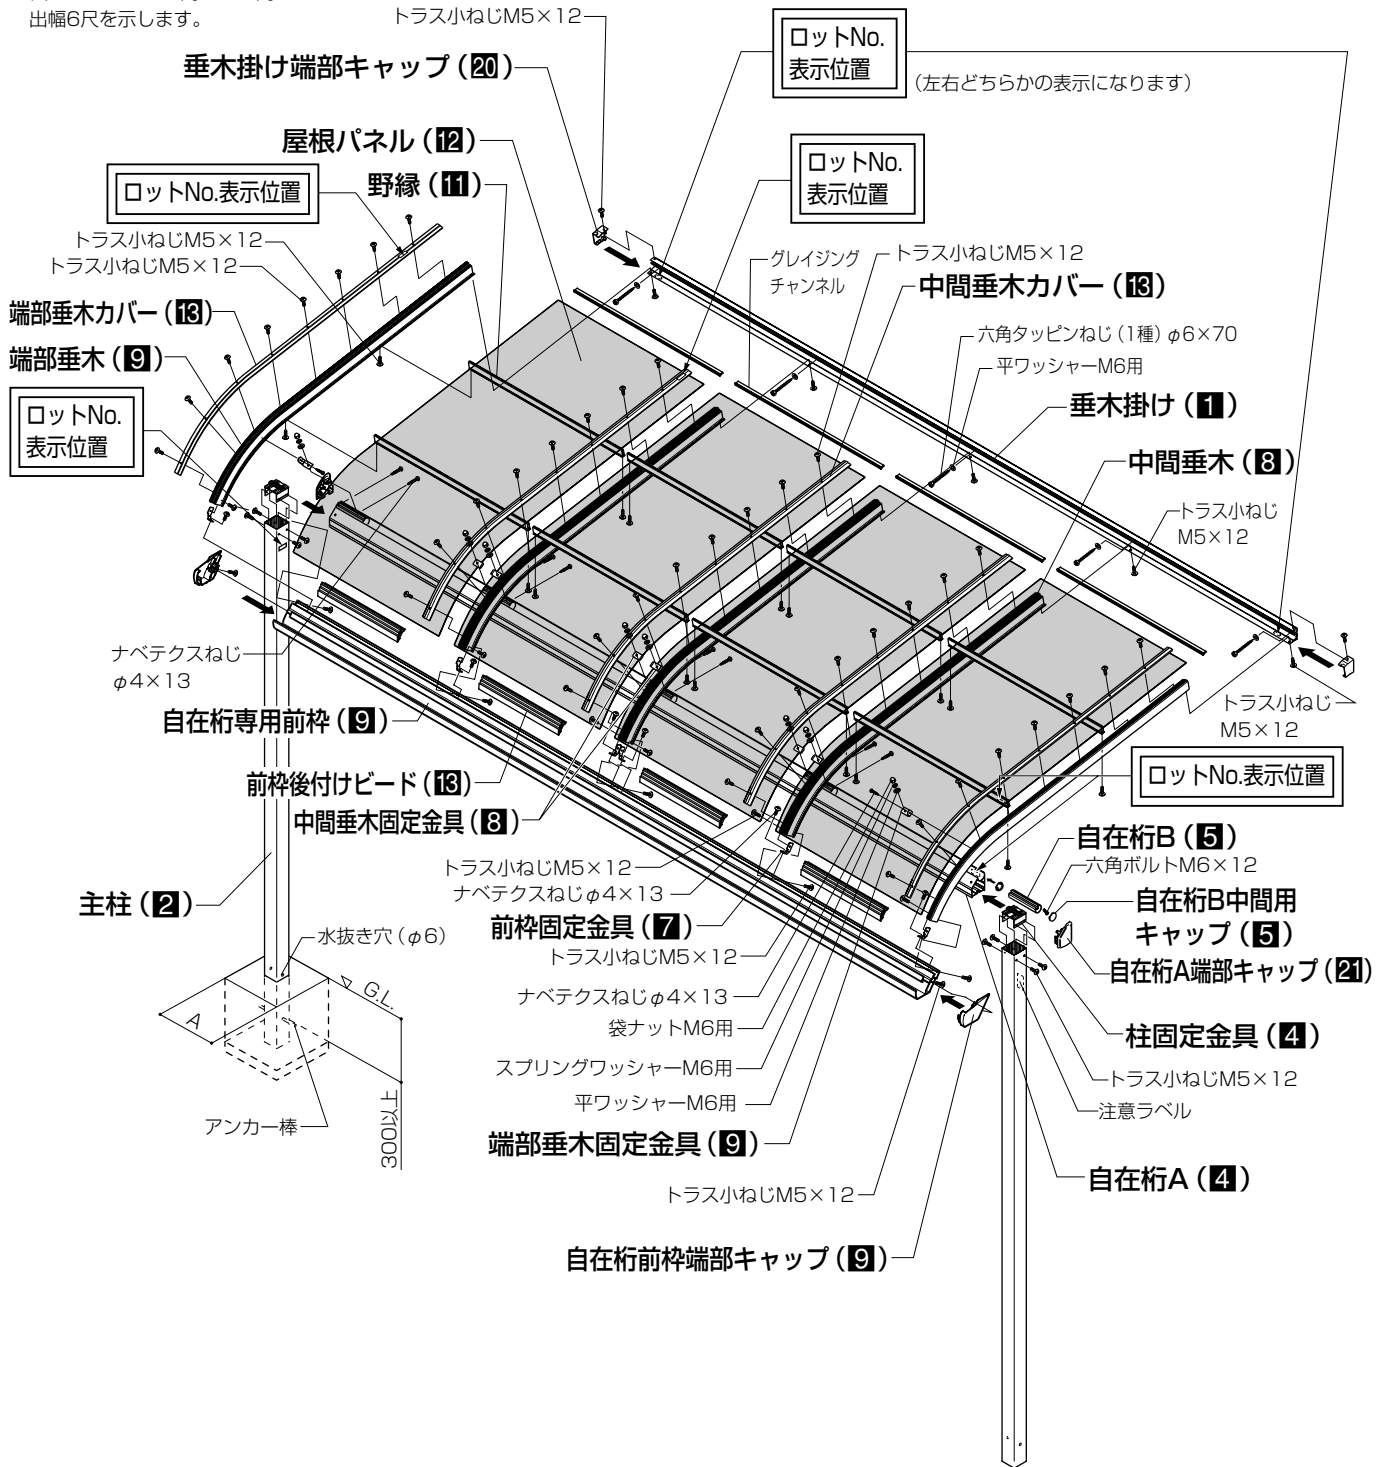 出幅6尺を示します。
トラス小ねじM5×12
ロットNo.
表示位置
(左右どちらかの表示になります)
垂木掛け端部キャップ(20)
屋根パネル(12)
野縁(11)
ロットNo.
表示位置
ロットNo.表示位置
トラス小ねじM5×12
トラス小ねじM5×12
端部垂木カバー(13)
端部垂木(9)
ロットNo.
表示位置
グレイジング
チャンネル
トラス小ねじM5×12
中間垂木カバー(13)
六角タッピンねじ(1種)φ6×70
平ワッシャーM6用
垂木掛け(1)
中間垂木(8)
トラス小ねじ
M5×12
トラス小ねじ
M5×12
ロットNo.表示位置
ナベテクスねじ
φ4×13
自在桁専用前枠(9)
前枠後付けビード(13)
中間垂木固定金具(8)
トラス小ねじM5×12
ナベテクスねじφ4×13
前枠固定金具(7)
トラス小ねじM5×12
ナベテクスねじφ4×13
袋ナットM6用
スプリングワッシャーM6用
平ワッシャーM6用
端部垂木固定金具(9)
トラス小ねじM5×12
自在桁前枠端部キャップ(9)
主柱(2)
水抜き穴(φ6)
G.L.
A
300以上
アンカー棒
自在桁B(5)
六角ボルトM6×12
自在桁B中間用
キャップ(5)
自在桁A端部キャップ(21)
柱固定金具(4)
トラス小ねじM5×12
注意ラベル
自在桁A(4)